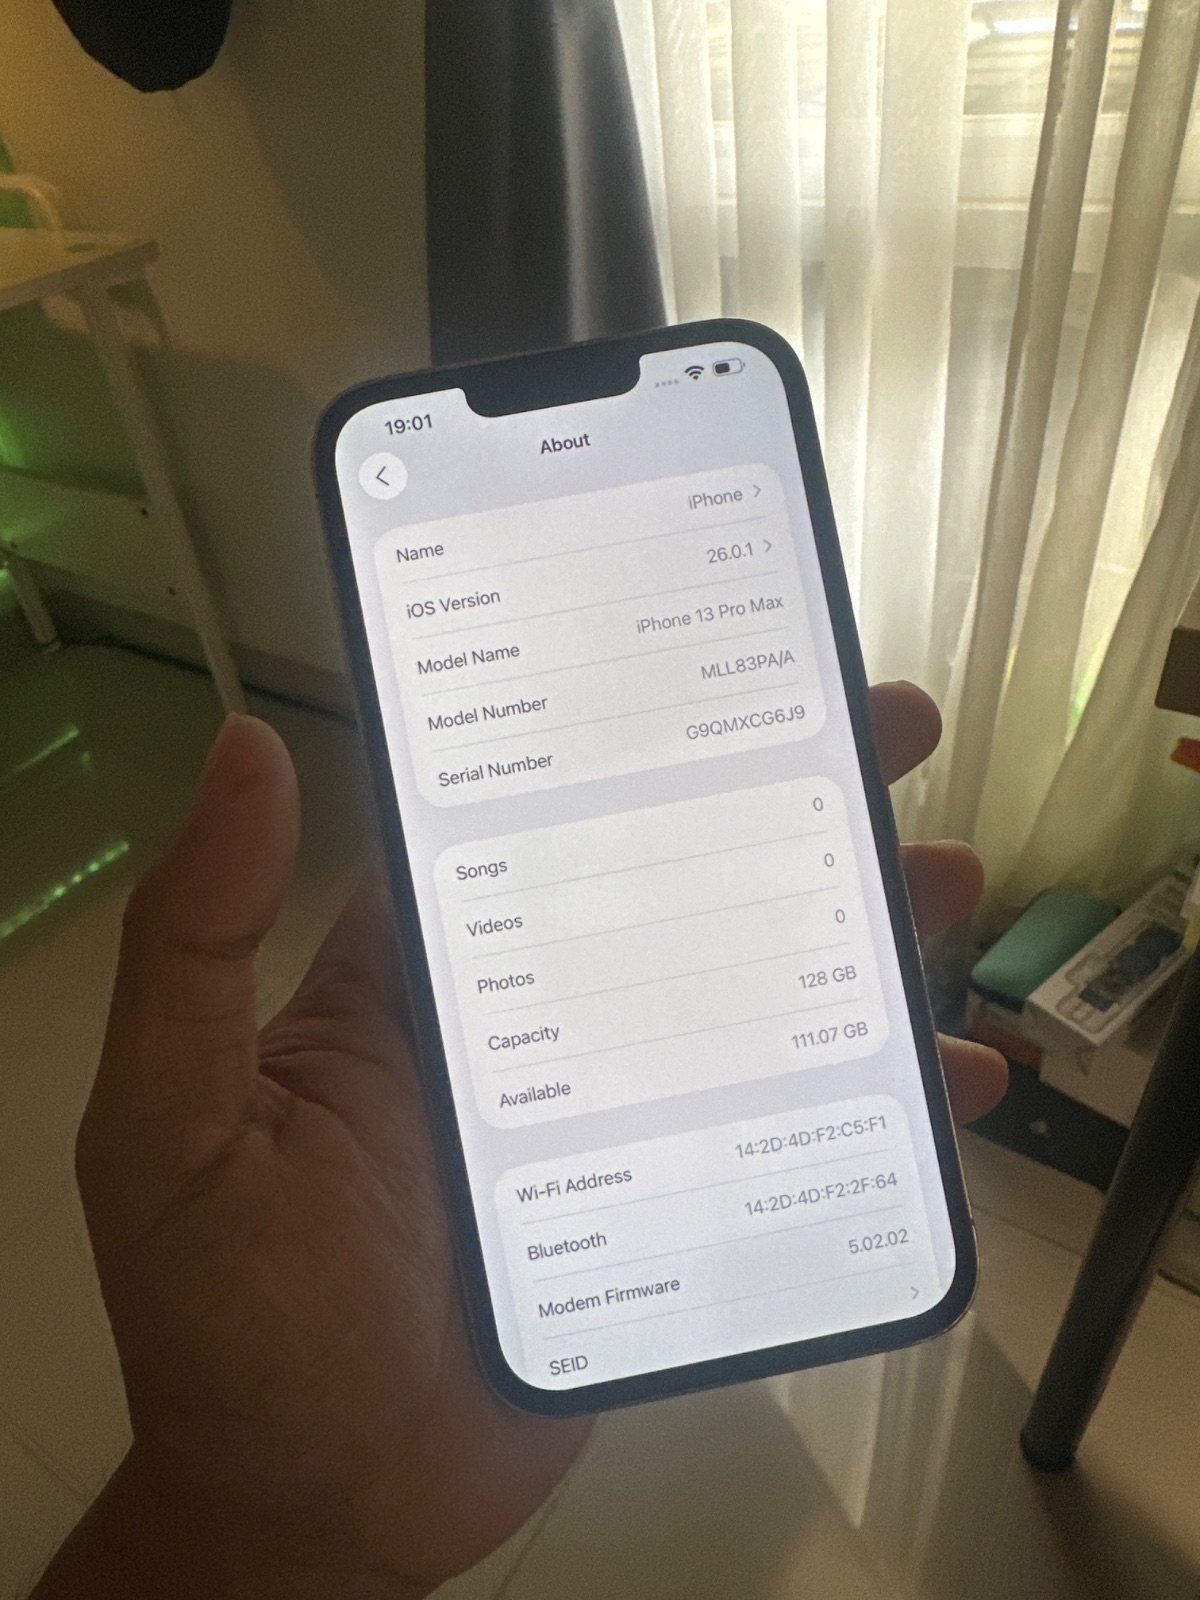 19:01
About
Name iPhone
iOS Version 26.0.1
Model Name iPhone 13 Pro Max
Model Number MLL83PA/A
Serial Number G9QMXCG6J9
Songs 0
Videos 0
Photos 0
Capacity 128 GB
Available 111.07 GB
Wi-Fi Address 14:2D:4D:F2:C5:F1
Bluetooth 14:2D:4D:F2:2F:64
Modem Firmware 5.02.02
SEID